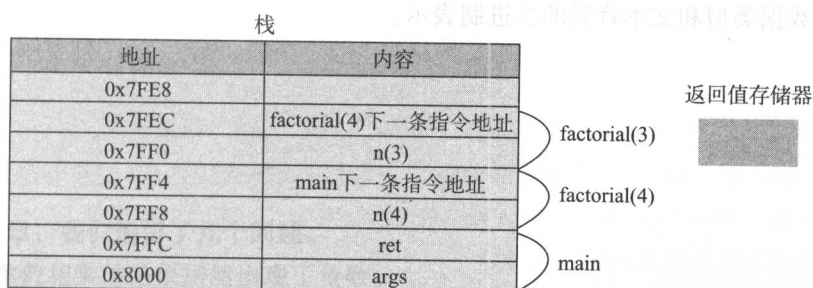 栈
地址 内容
0x7FE8
0x7FEC factorial(4)下一条指令地址
0x7FF0 n(3)
0x7FF4 main下一条指令地址
0x7FF8 n(4)
0x7FFC ret
0x8000 args
factorial(3)
factorial(4)
main
返回值存储器